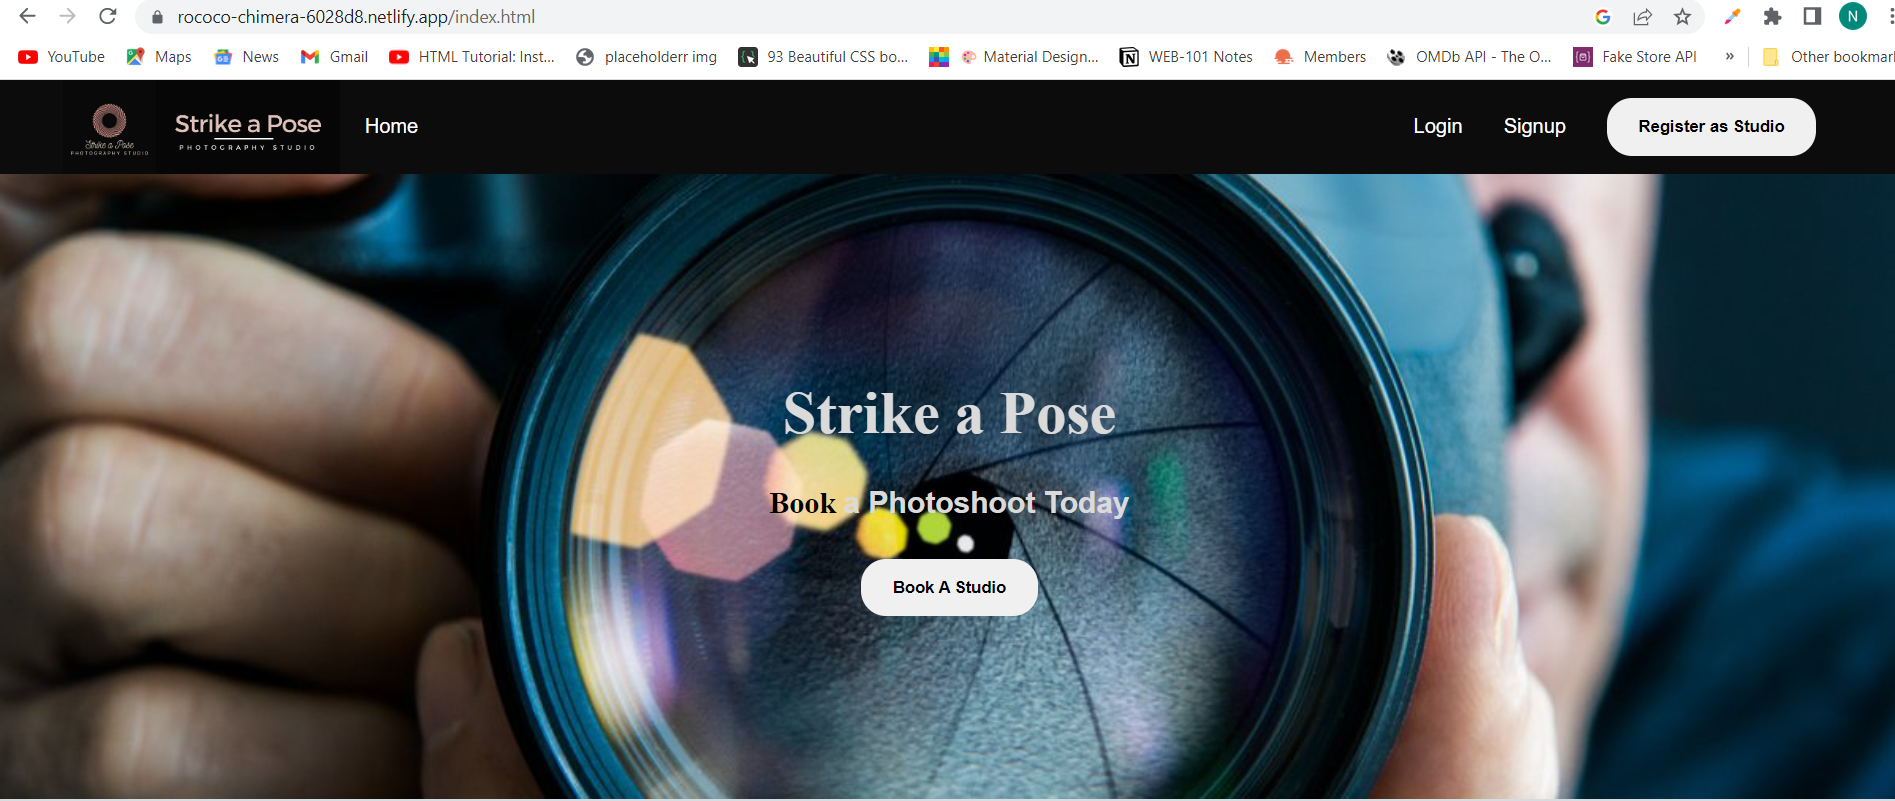 rococo-chimera-6028d8.netlify.app/index.html
N
YouTube Maps News Gmail HTML Tutorial: Inst... placeholderr img 93 Beautiful CSS bo... Material Design... WEB-101 Notes Members OMDb API - The O... Fake Store API » Other bookmark
Strike a Pose
PHOTOGRAPHY STUDIO
Strike a Pose
PHOTOGRAPHY STUDIO
Home
Login Signup Register as Studio
Strike a Pose
Book a Photoshoot Today
Book A Studio